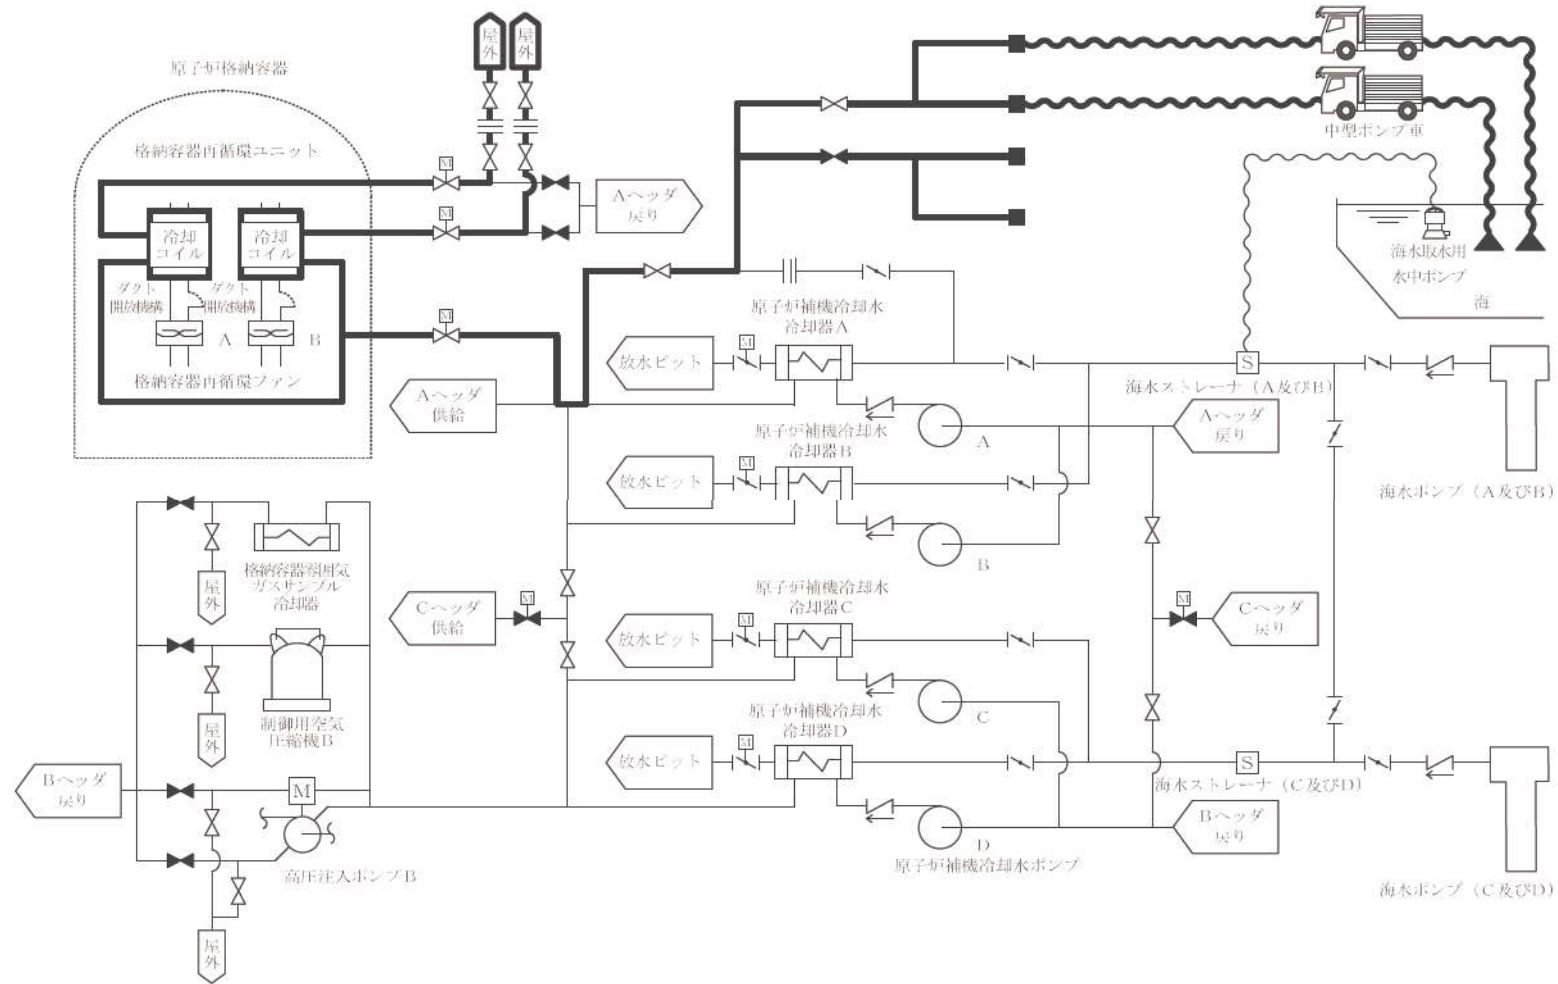 屋外
屋外
原子炉格納容器
格納容器再循環ユニット
M
M
Aヘッダ
戻り
中型ポンプ車
冷却
コイル
冷却
コイル
海水取水用
水中ポンプ
海
ダクト
開放機構
ダクト
開放機構
A
B
M
格納容器再循環ファン
原子炉補機冷却水
冷却器A
放水ピット
M
S
海水ストレーナ(A及びB)
Aヘッダ
供給
A
Aヘッダ
戻り
原子炉補機冷却水
冷却器B
放水ピット
M
海水ポンプ(A及びB)
B
格納容器雰囲気
ガスサンプル
冷却器
屋外
Cヘッダ
供給
M
原子炉補機冷却水
冷却器C
放水ピット
M
M
Cヘッダ
戻り
C
制御用空気
圧縮機B
屋外
原子炉補機冷却水
冷却器D
放水ピット
M
S
海水ストレーナ(C及びD)
Bヘッダ
戻り
M
高圧注入ポンプB
D
Bヘッダ
戻り
原子炉補機冷却水ポンプ
海水ポンプ(C及びD)
屋外